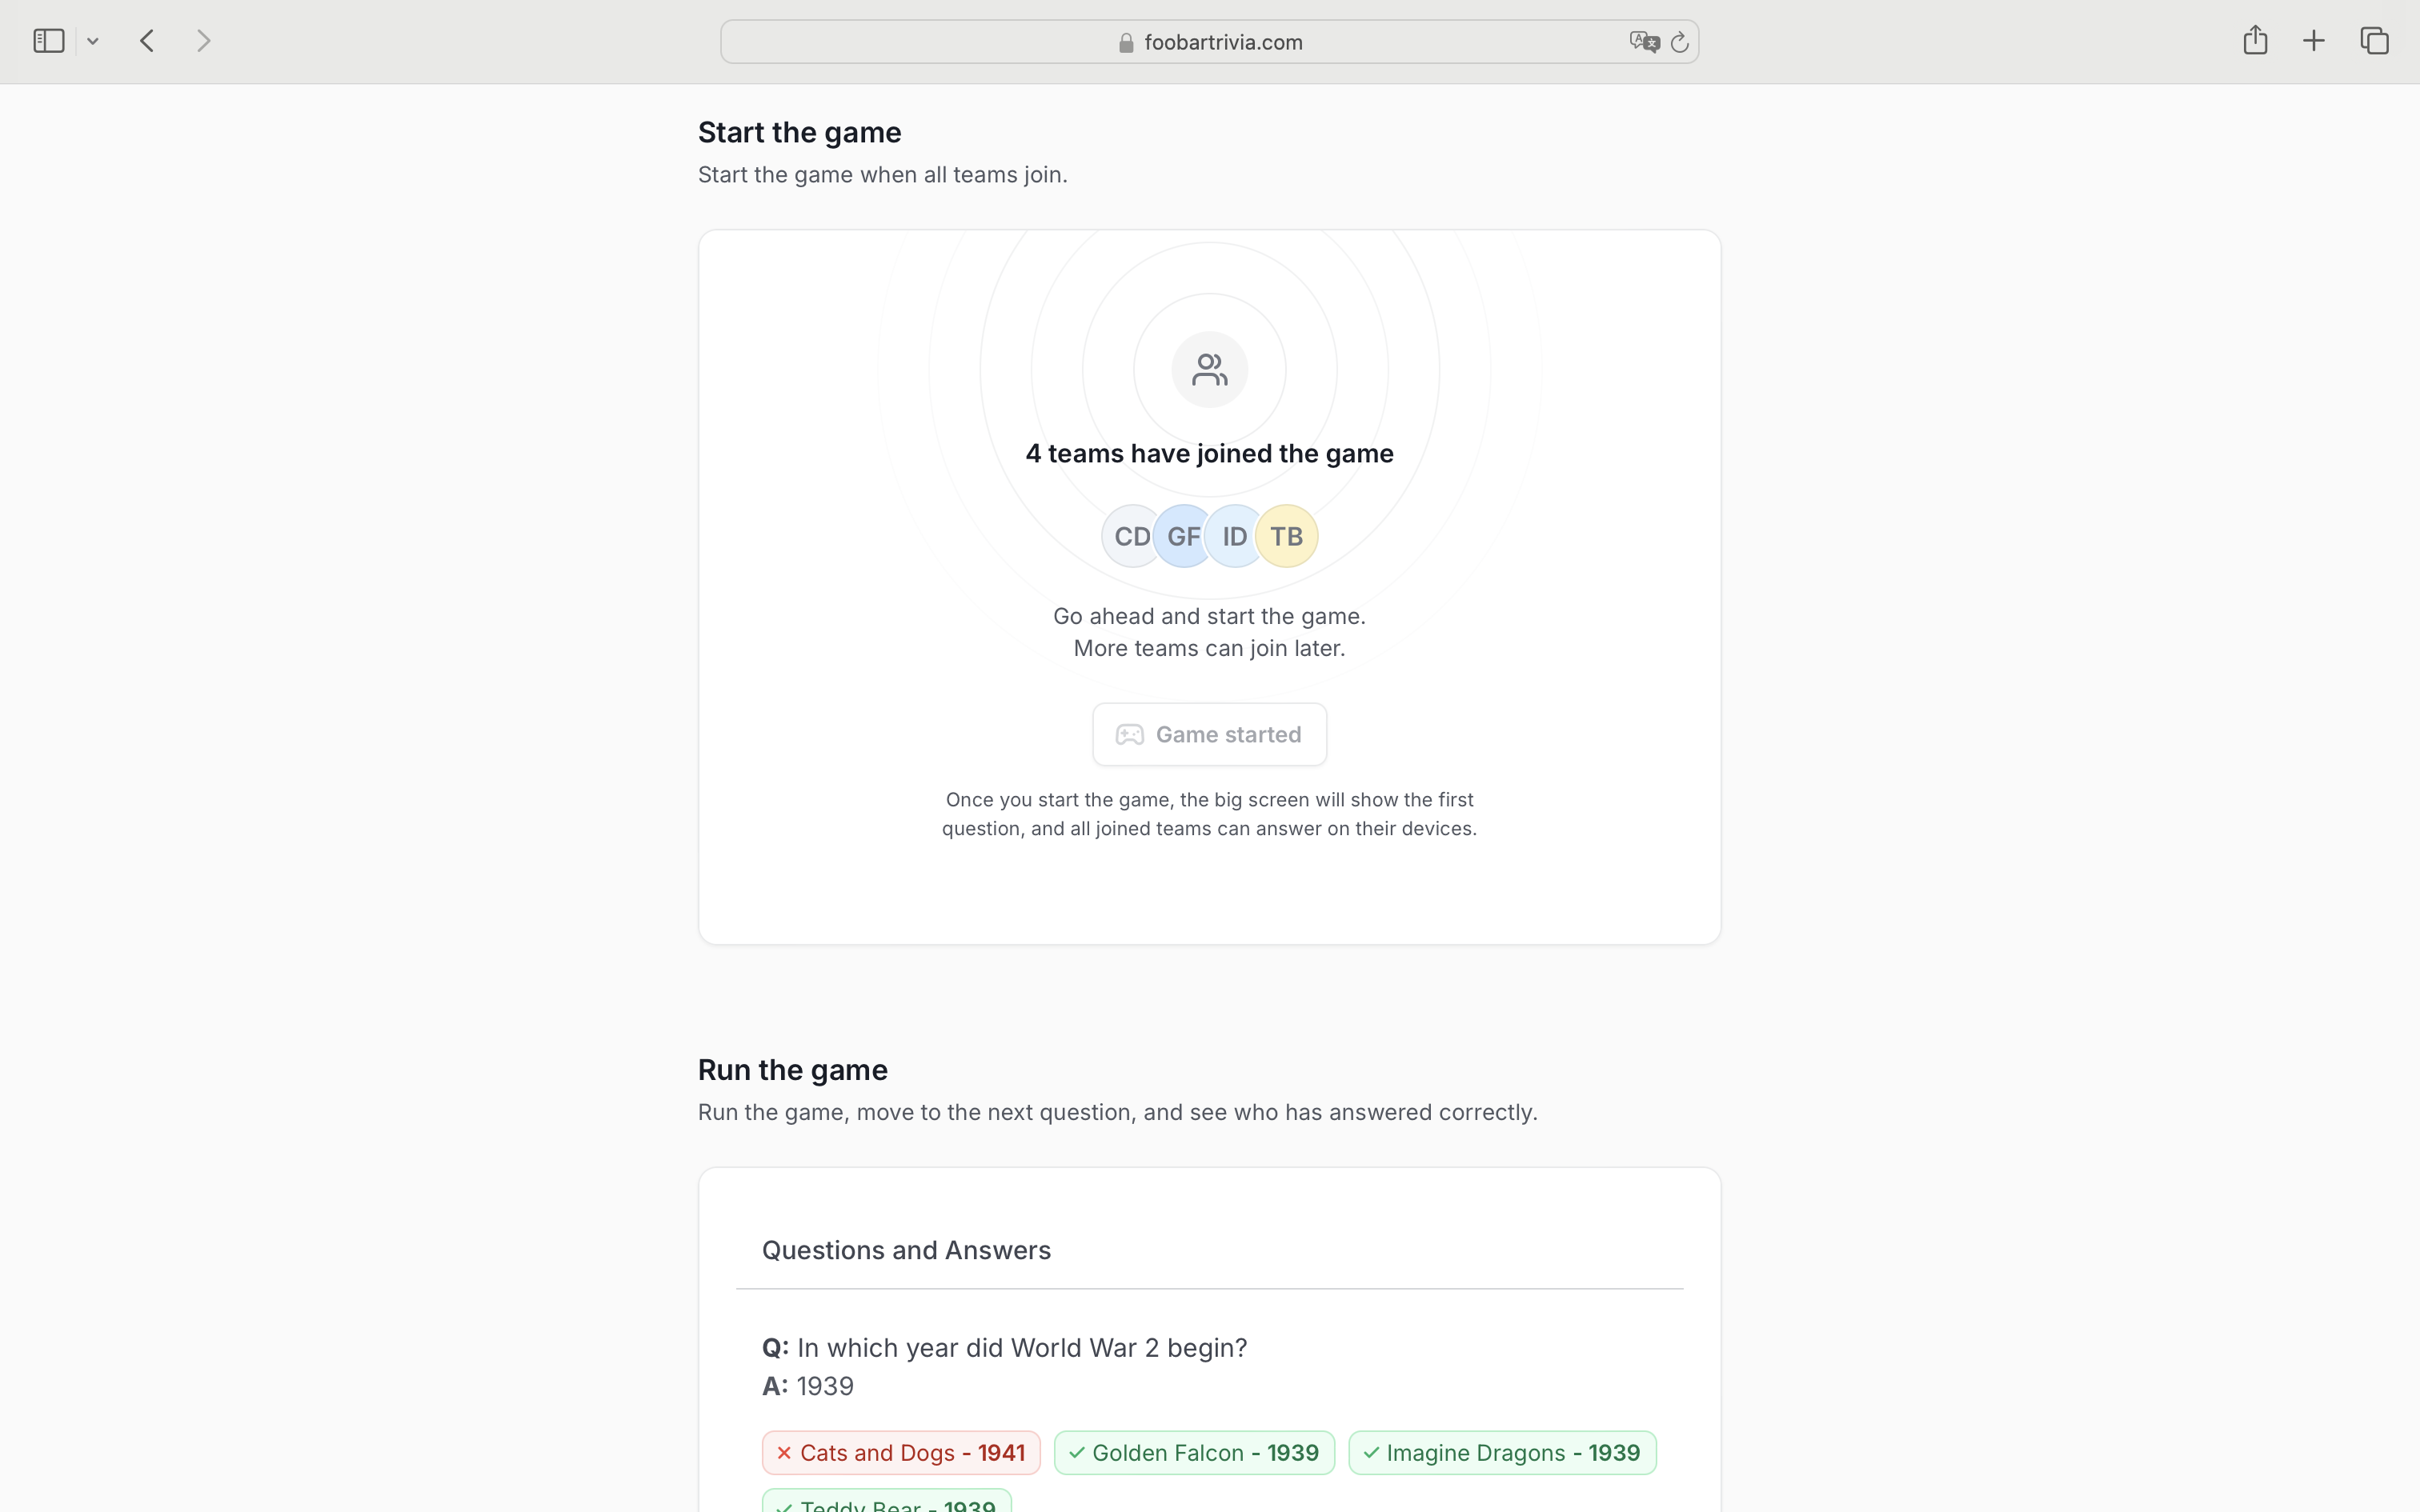 foobartrivia.com
Start the game
Start the game when all teams join.
4 teams have joined the game
CD GF ID TB
Go ahead and start the game.
More teams can join later.
Game started
Once you start the game, the big screen will show the first
question, and all joined teams can answer on their devices.
Run the game
Run the game, move to the next question, and see who has answered correctly.
Questions and Answers
Q: In which year did World War 2 begin?
A: 1939
Cats and Dogs - 1941 Golden Falcon - 1939 Imagine Dragons - 1939
Teddy Bear - 1939